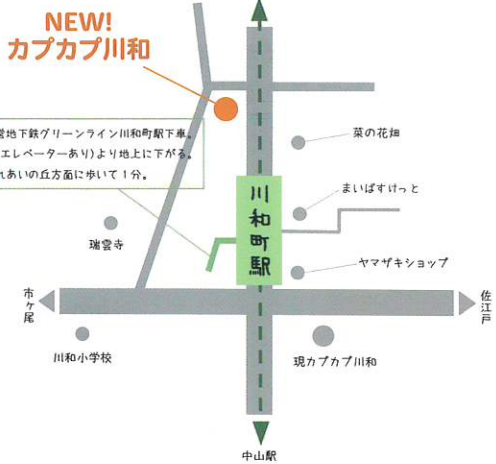 NEW!
カプカプ川和
営地下鉄グリーンライン川和町駅下車。
エレベーターあり)より地上に下がる。
れあいの丘方面に歩いて1分。
菜の花畑
まいばすけっと
川和町駅
瑞雲寺
ヤマザキショップ
市ヶ尾
佐江戸
川和小学校
現カプカプ川和
中山駅